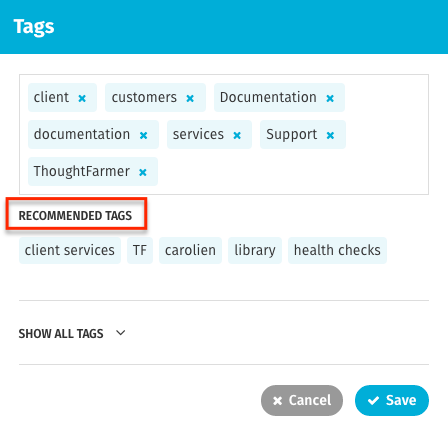 Tags
client × customers × Documentation ×
documentation × services × Support ×
ThoughtFarmer ×
RECOMMENDED TAGS
client services TF carolien library health checks
SHOW ALL TAGS
× Cancel ✓ Save